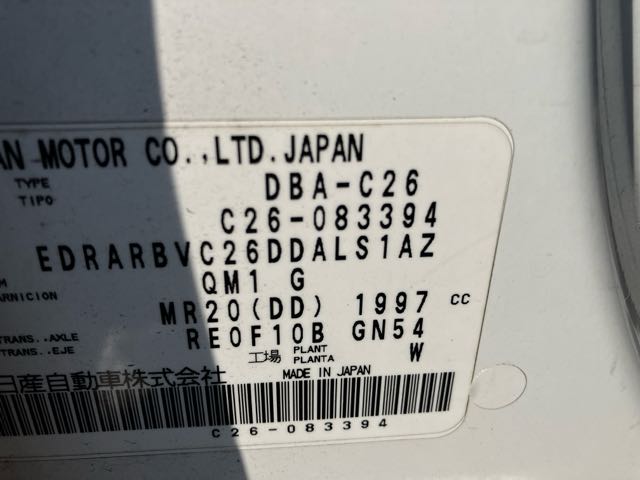 AN MOTOR CO.,LTD.JAPAN
TYPE DBA-C26
TIPO
C26-083394
EDRARBVC26DDALS1AZ
QM1 G
ARNICION
MR20(DD) 1997 CC
TRANS..AXLE RE0F10B GN54
TRANS..EJE
工場 PLANT W
PLANTA
日産自動車株式会社 MADE IN JAPAN
C26-083394